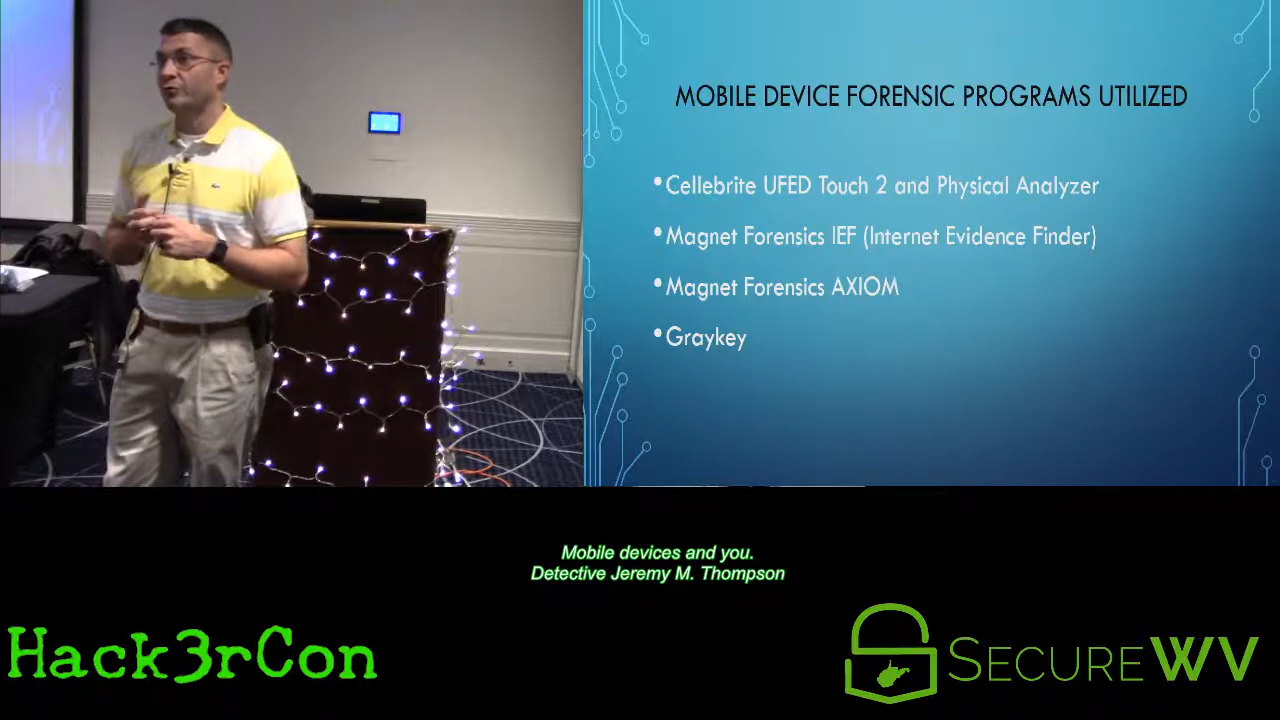 MOBILE DEVICE FORENSIC PROGRAMS UTILIZED
•Cellebrite UFED Touch 2 and Physical Analyzer
•Magnet Forensics IEF (Internet Evidence Finder)
•Magnet Forensics AXIOM
•Graykey
Mobile devices and you.
Detective Jeremy M. Thompson
Hack3rCon
SECUREWV